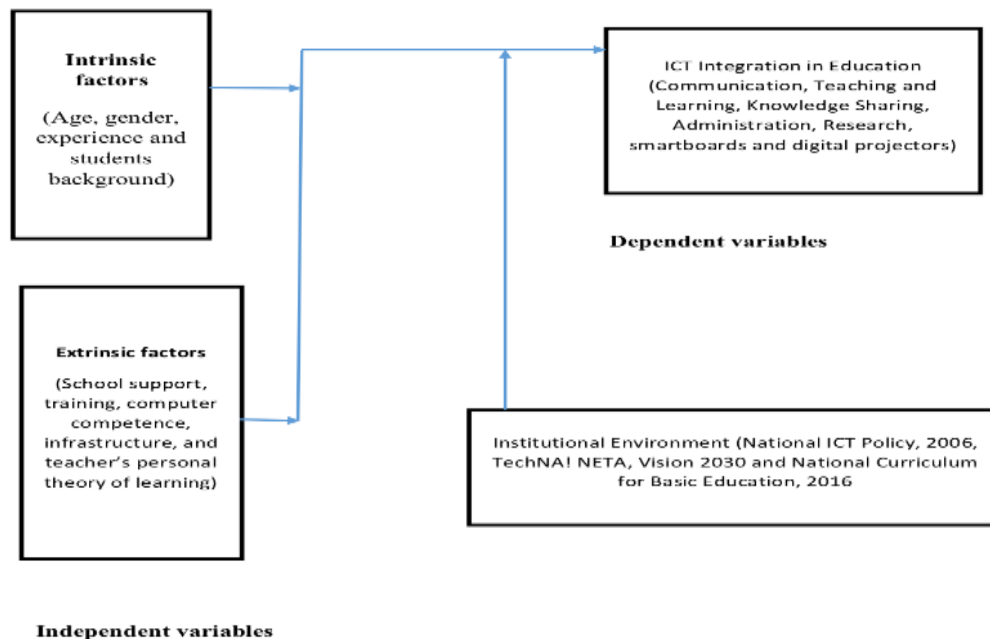 Intrinsic
factors
(Age, gender,
experience and
students
background)
ICT Integration in Education
(Communication, Teaching and
Learning, Knowledge Sharing,
Administration, Research,
smartboards and digital projectors)
Dependent variables
Extrinsic factors
(School support,
training, computer
competence,
infrastructure, and
teacher's personal
theory of learning)
Institutional Environment (National ICT Policy, 2006,
TechNA! NETA, Vision 2030 and National Curriculum
for Basic Education, 2016
Independent variables